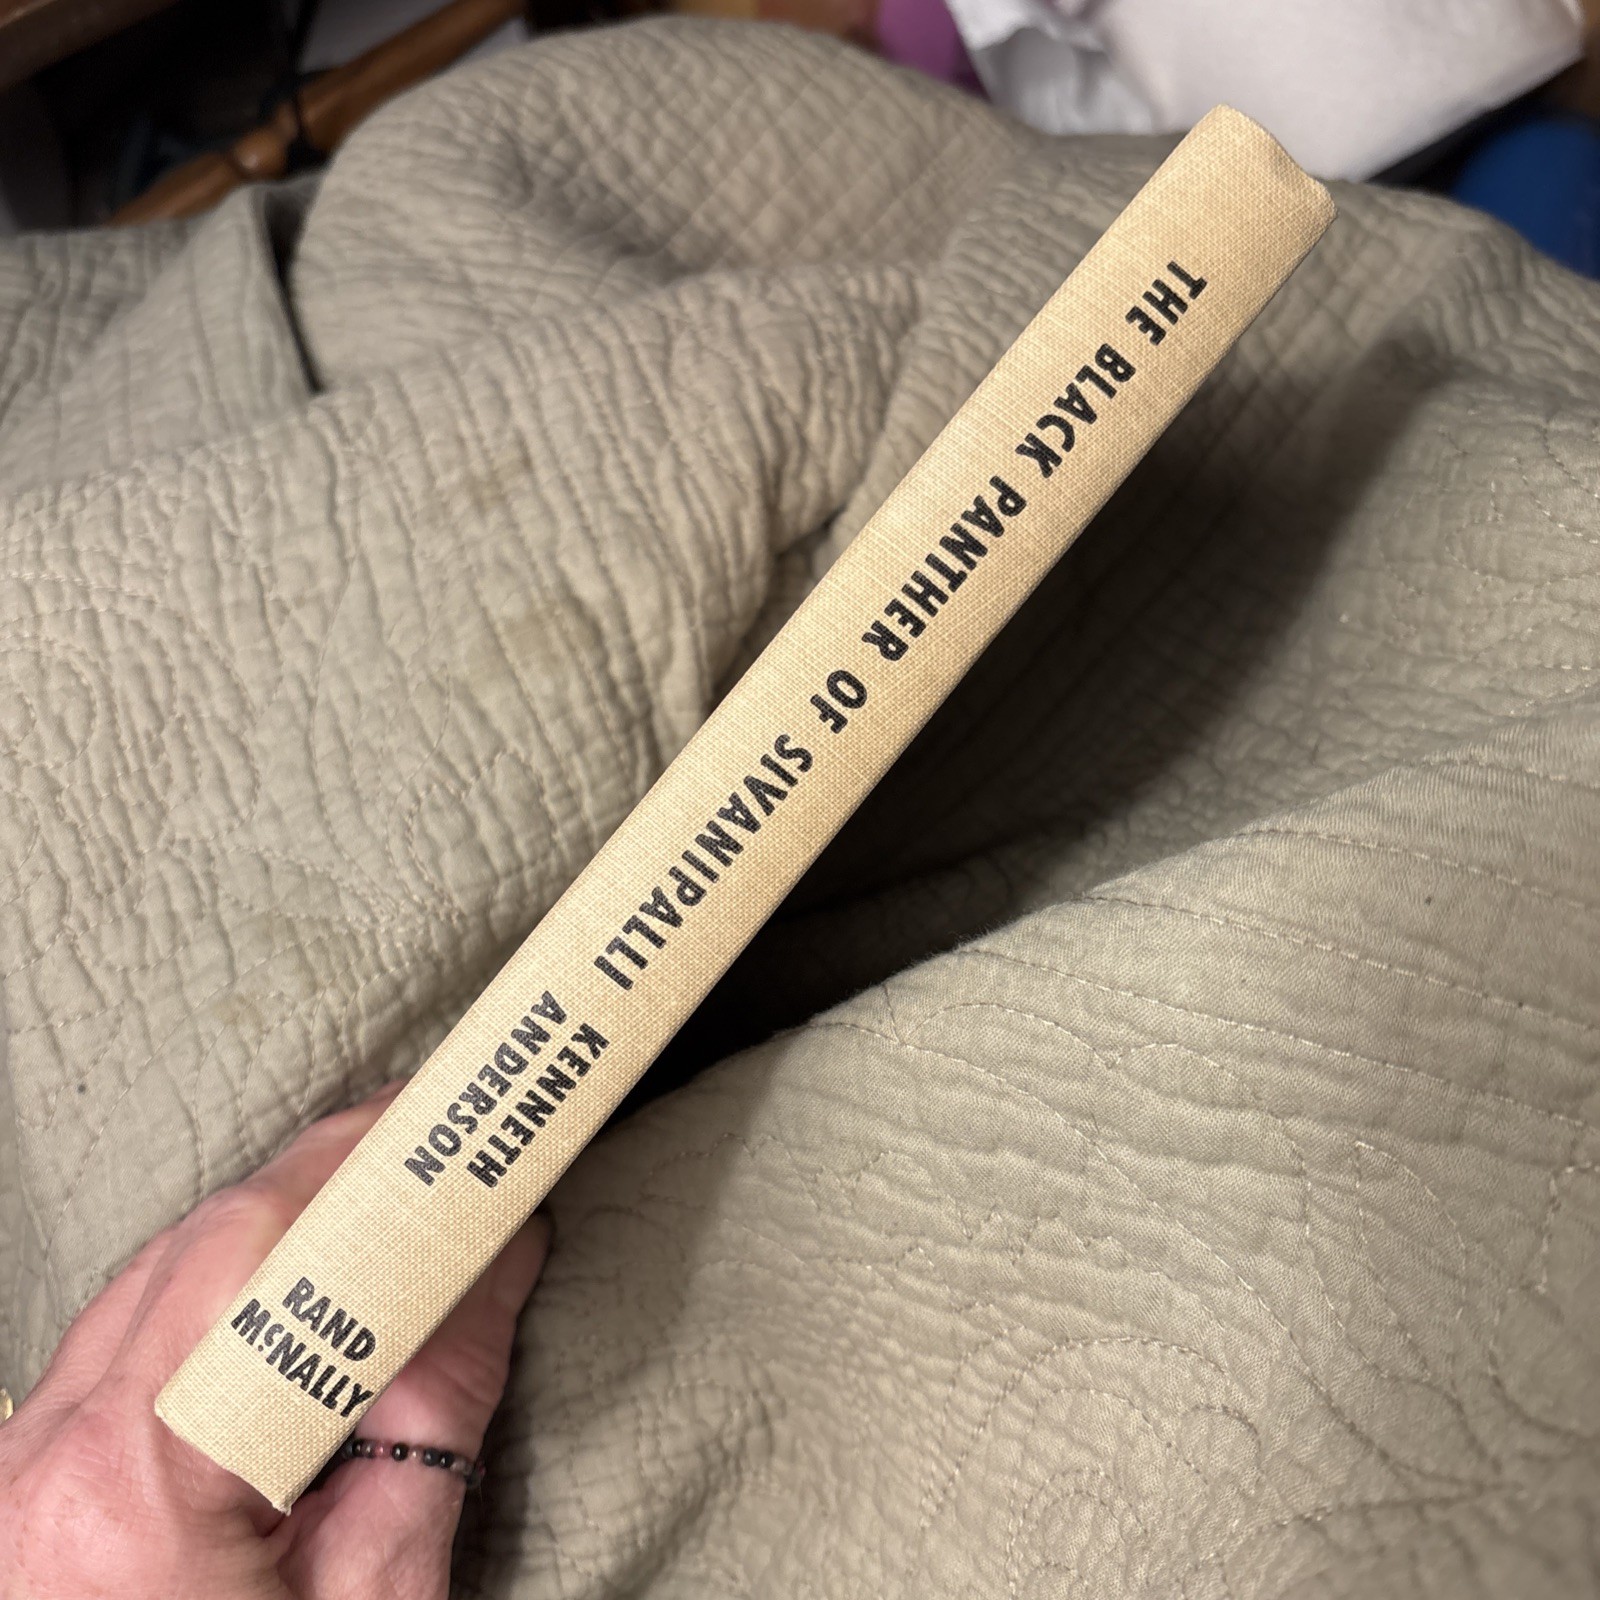 THE BLACK PANTHER OF SIVANIPALLI
KENNETH
ANDERSON
RAND
McNALLY